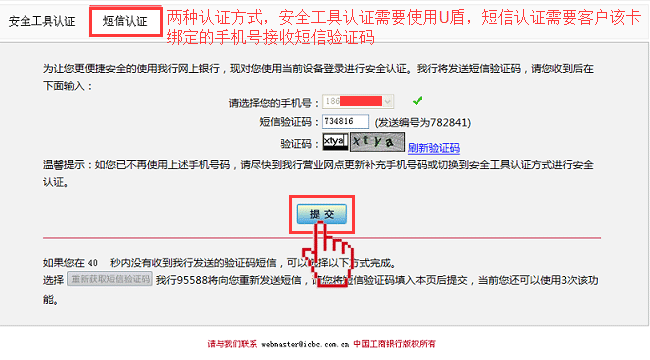 安全工具认证 短信认证 两种认证方式，安全工具认证需要使用U盾，短信认证需要客户该卡
绑定的手机号接收短信验证码
为让您更便捷安全的使用我行网上银行，现对您使用当前设备登录进行安全认证。我行将发送短信验证码，请您收到后在
下面输入：
请选择您的手机号：186
短信验证码：734816 (发送编号为782841)
验证码：xtya xtya 刷新验证码
温馨提示：如您已不再使用上述手机号码，请尽快到我行营业网点更新补充手机号码或切换到安全工具认证方式进行安全
认证。
提 交
如果您在 40 秒内没有收到我行发送的验证码短信，可以选择以下方式完成。
选择 重新获取短信验证码 我行95588将向您重新发送短信，请您将短信验证码填入本页后提交，当前您还可以使用3次该功
能。
请与我们联系 webmaster@icbc.com.cn 中国工商银行版权所有